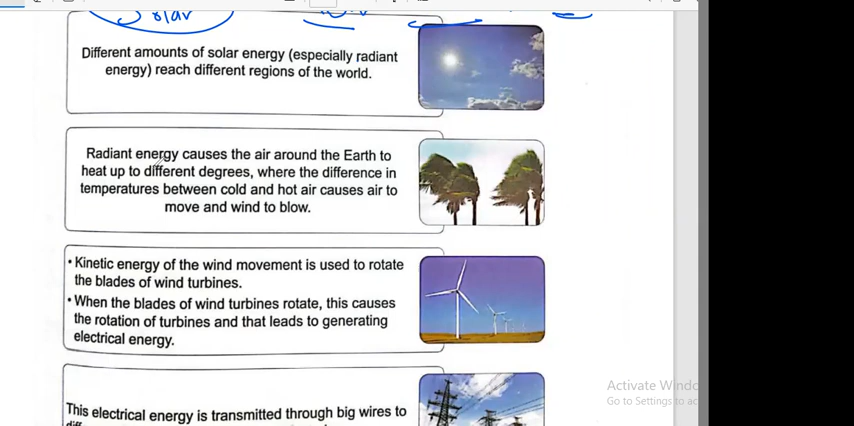 Solar
Different amounts of solar energy (especially radiant
energy) reach different regions of the world.
Radiant energy causes the air around the Earth to
heat up to different degrees, where the difference in
temperatures between cold and hot air causes air to
move and wind to blow.
• Kinetic energy of the wind movement is used to rotate
the blades of wind turbines.
• When the blades of wind turbines rotate, this causes
the rotation of turbines and that leads to generating
electrical energy.
This electrical energy is transmitted through big wires to
Activate Windo
Go to Settings to ac